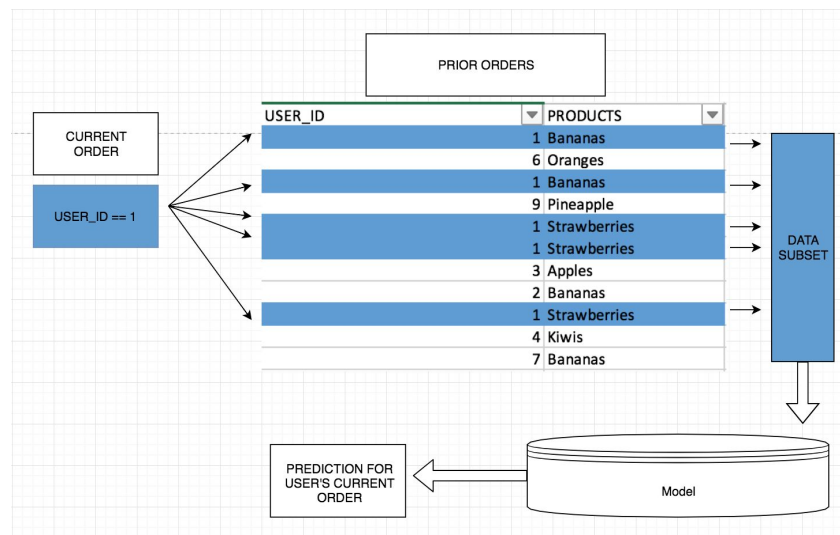 PRIOR ORDERS
CURRENT
ORDER
USER_ID == 1
USER_ID PRODUCTS
1 Bananas
6 Oranges
1 Bananas
9 Pineapple
1 Strawberries
1 Strawberries
3 Apples
2 Bananas
1 Strawberries
4 Kiwis
7 Bananas
DATA
SUBSET
Model
PREDICTION FOR
USER'S CURRENT
ORDER